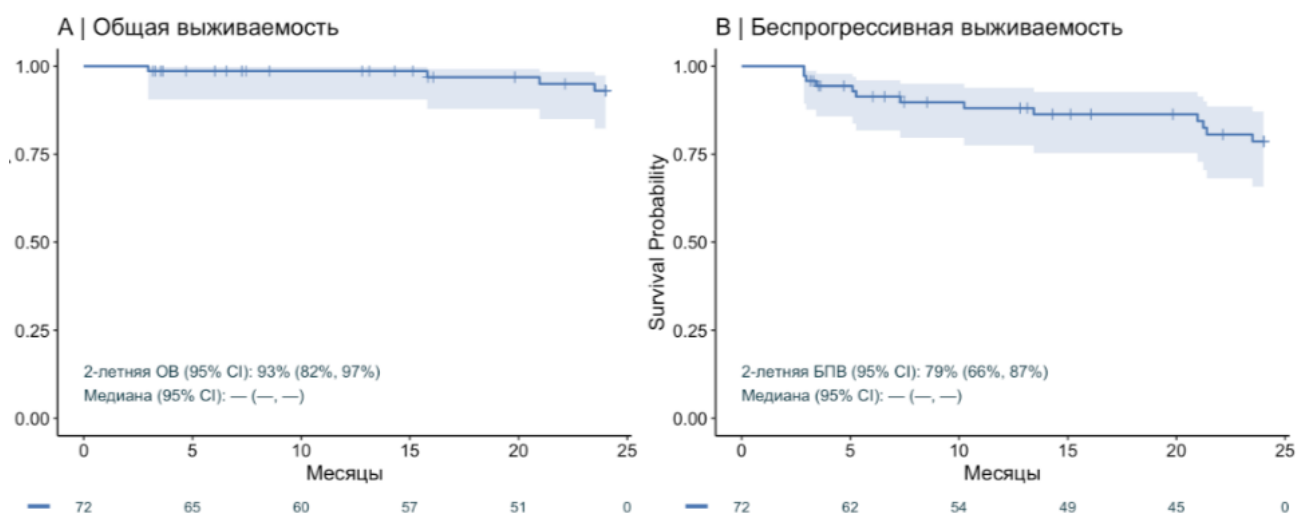 A | Общая выживаемость
1.00
0.75
0.50
0.25
0.00
2-летняя ОВ (95% CI): 93% (82%, 97%)
Медиана (95% CI): — (—, —)
0 5 10 15 20 25
Месяцы
72 65 60 57 51 0
B | Беспрогрессивная выживаемость
Survival Probability
1.00
0.75
0.50
0.25
0.00
2-летняя БПВ (95% CI): 79% (66%, 87%)
Медиана (95% CI): — (—, —)
0 5 10 15 20 25
Месяцы
72 62 54 49 45 0